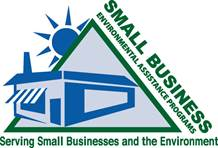 SMALL BUSINESS
ENVIRONMENTAL ASSISTANCE PROGRAMS
Serving Small Businesses and the Environment